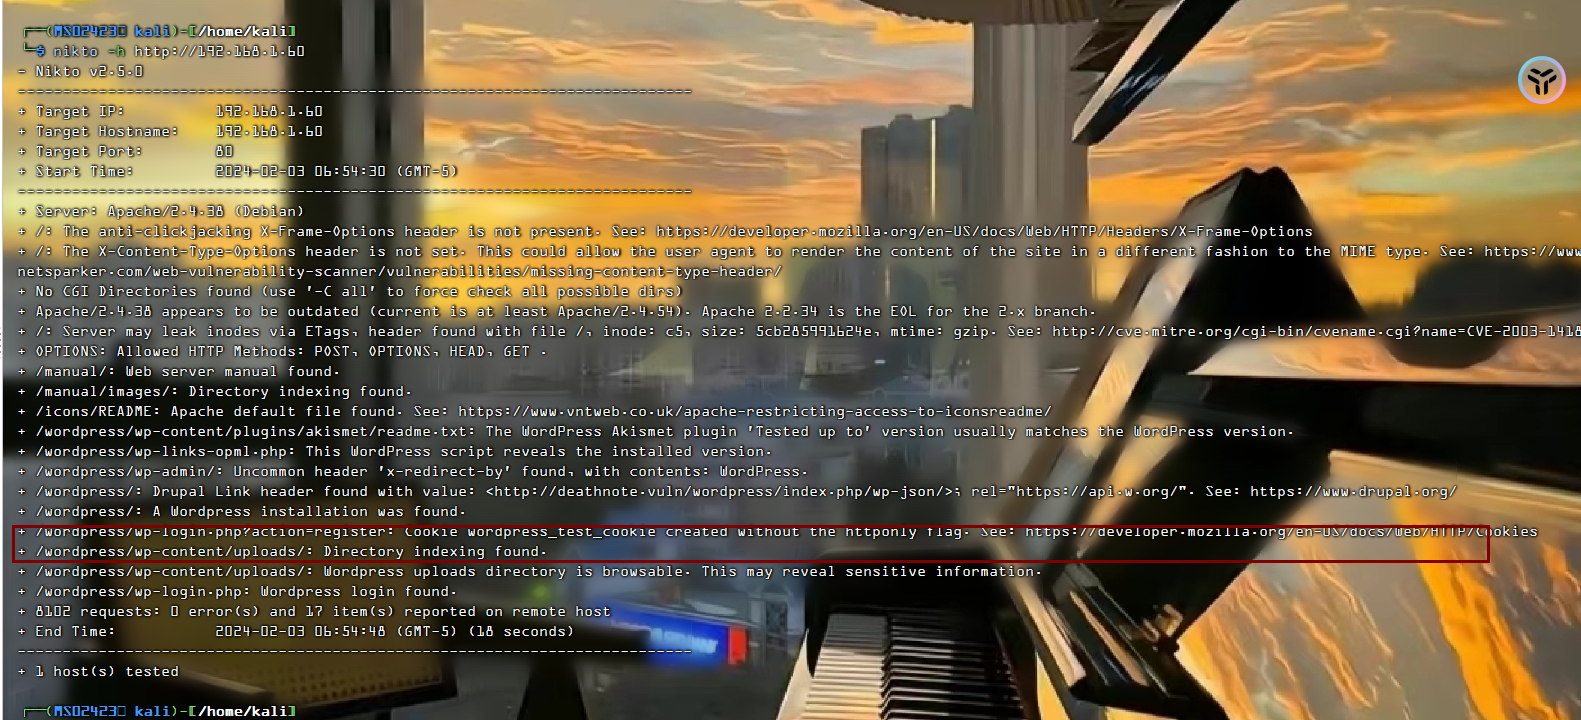 ┌──(MS02423㉿kali)-[/home/kali]
└─$ nikto -h http://192.168.1.60
- Nikto v2.5.0
---------------------------------------------------------------------------
+ Target IP:          192.168.1.60
+ Target Hostname:    192.168.1.60
+ Target Port:        80
+ Start Time:         2024-02-03 06:54:30 (GMT-5)
---------------------------------------------------------------------------
+ Server: Apache/2.4.38 (Debian)
+ /: The anti-clickjacking X-Frame-Options header is not present. See: https://developer.mozilla.org/en-US/docs/Web/HTTP/Headers/X-Frame-Options
+ /: The X-Content-Type-Options header is not set. This could allow the user agent to render the content of the site in a different fashion to the MIME type. See: https://www
netsparker.com/web-vulnerability-scanner/vulnerabilities/missing-content-type-header/
+ No CGI Directories found (use '-C all' to force check all possible dirs)
+ Apache/2.4.38 appears to be outdated (current is at least Apache/2.4.54). Apache 2.2.34 is the EOL for the 2.x branch.
+ /: Server may leak inodes via ETags, header found with file /, inode: c5, size: 5cb285991624e, mtime: gzip. See: http://cve.mitre.org/cgi-bin/cvename.cgi?name=CVE-2003-1418
+ OPTIONS: Allowed HTTP Methods: POST, OPTIONS, HEAD, GET .
+ /manual/: Web server manual found.
+ /manual/images/: Directory indexing found.
+ /icons/README: Apache default file found. See: https://www.vntweb.co.uk/apache-restricting-access-to-iconsreadme/
+ /wordpress/wp-content/plugins/akismet/readme.txt: The WordPress Akismet plugin 'Tested up to' version usually matches the WordPress version.
+ /wordpress/wp-links-opml.php: This WordPress script reveals the installed version.
+ /wordpress/wp-admin/: Uncommon header 'x-redirect-by' found, with contents: WordPress.
+ /wordpress/: Drupal Link header found with value: <http://deathnote.vuln/wordpress/index.php/wp-json/>; rel="https://api.w.org/". See: https://www.drupal.org/
+ /wordpress/: A Wordpress installation was found.
+ /wordpress/wp-login.php?action=register: Cookie wordpress_test_cookie created without the httponly flag. See: https://developer.mozilla.org/en-US/docs/Web/HTTP/Cookies
+ /wordpress/wp-content/uploads/: Directory indexing found.
+ /wordpress/wp-content/uploads/: Wordpress uploads directory is browsable. This may reveal sensitive information.
+ /wordpress/wp-login.php: Wordpress login found.
+ 8102 requests: 0 error(s) and 17 item(s) reported on remote host
+ End Time:           2024-02-03 06:54:48 (GMT-5) (18 seconds)
---------------------------------------------------------------------------
+ 1 host(s) tested
┌──(MS02423㉿kali)-[/home/kali]